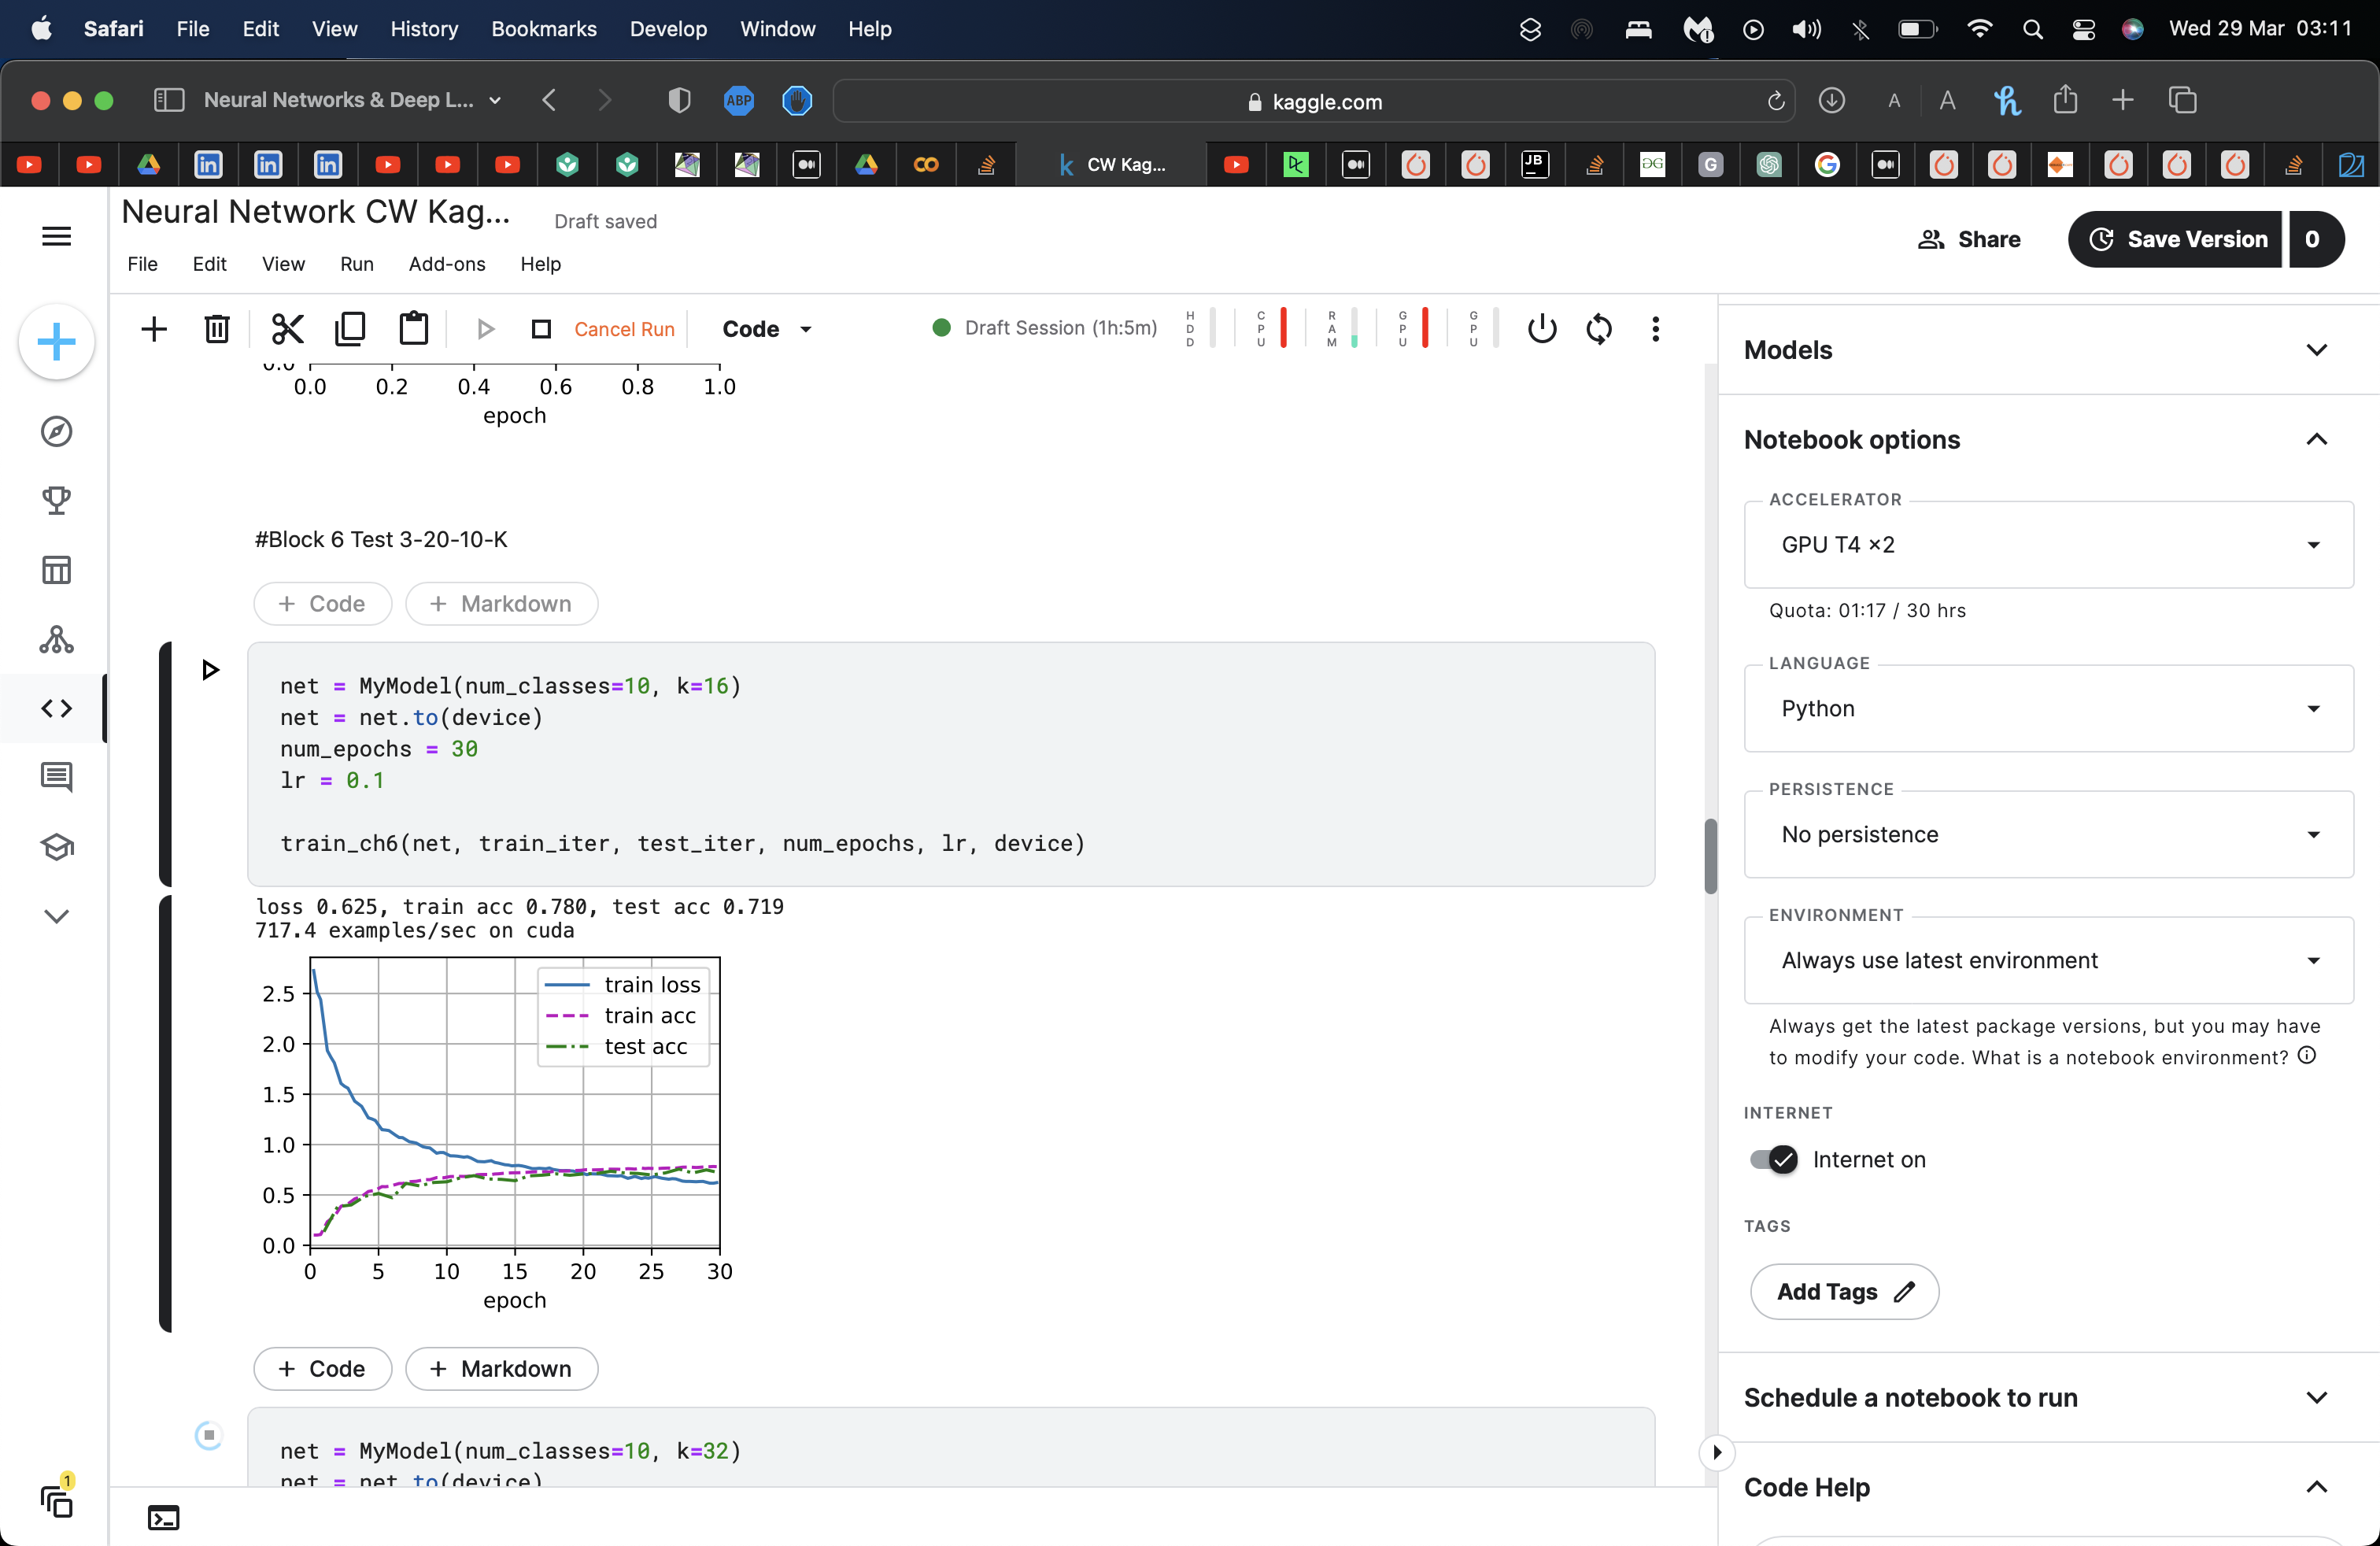 Safari File Edit View History Bookmarks Develop Window Help Wed 29 Mar 03:11
Neural Networks & Deep L... ABP kaggle.com A A
CW Kag...
Neural Network CW Kag... Draft saved
Share Save Version 0
File Edit View Run Add-ons Help
Cancel Run Code Draft Session (1h:5m) HDD CPU RAM GPU GPU
0.0
0.0 0.2 0.4 0.6 0.8 1.0
epoch
#Block 6 Test 3-20-10-K
+ Code + Markdown
net = MyModel(num_classes=10, k=16)
net = net.to(device)
num_epochs = 30
lr = 0.1
train_ch6(net, train_iter, test_iter, num_epochs, lr, device)
loss 0.625, train acc 0.780, test acc 0.719
717.4 examples/sec on cuda
train loss
train acc
test acc
2.5
2.0
1.5
1.0
0.5
0.0
0 5 10 15 20 25 30
epoch
+ Code + Markdown
net = MyModel(num_classes=10, k=32)
net = net.to(device)
1
Models
Notebook options
ACCELERATOR
GPU T4 ×2
Quota: 01:17 / 30 hrs
LANGUAGE
Python
PERSISTENCE
No persistence
ENVIRONMENT
Always use latest environment
Always get the latest package versions, but you may have
to modify your code. What is a notebook environment?
INTERNET
Internet on
TAGS
Add Tags
Schedule a notebook to run
Code Help